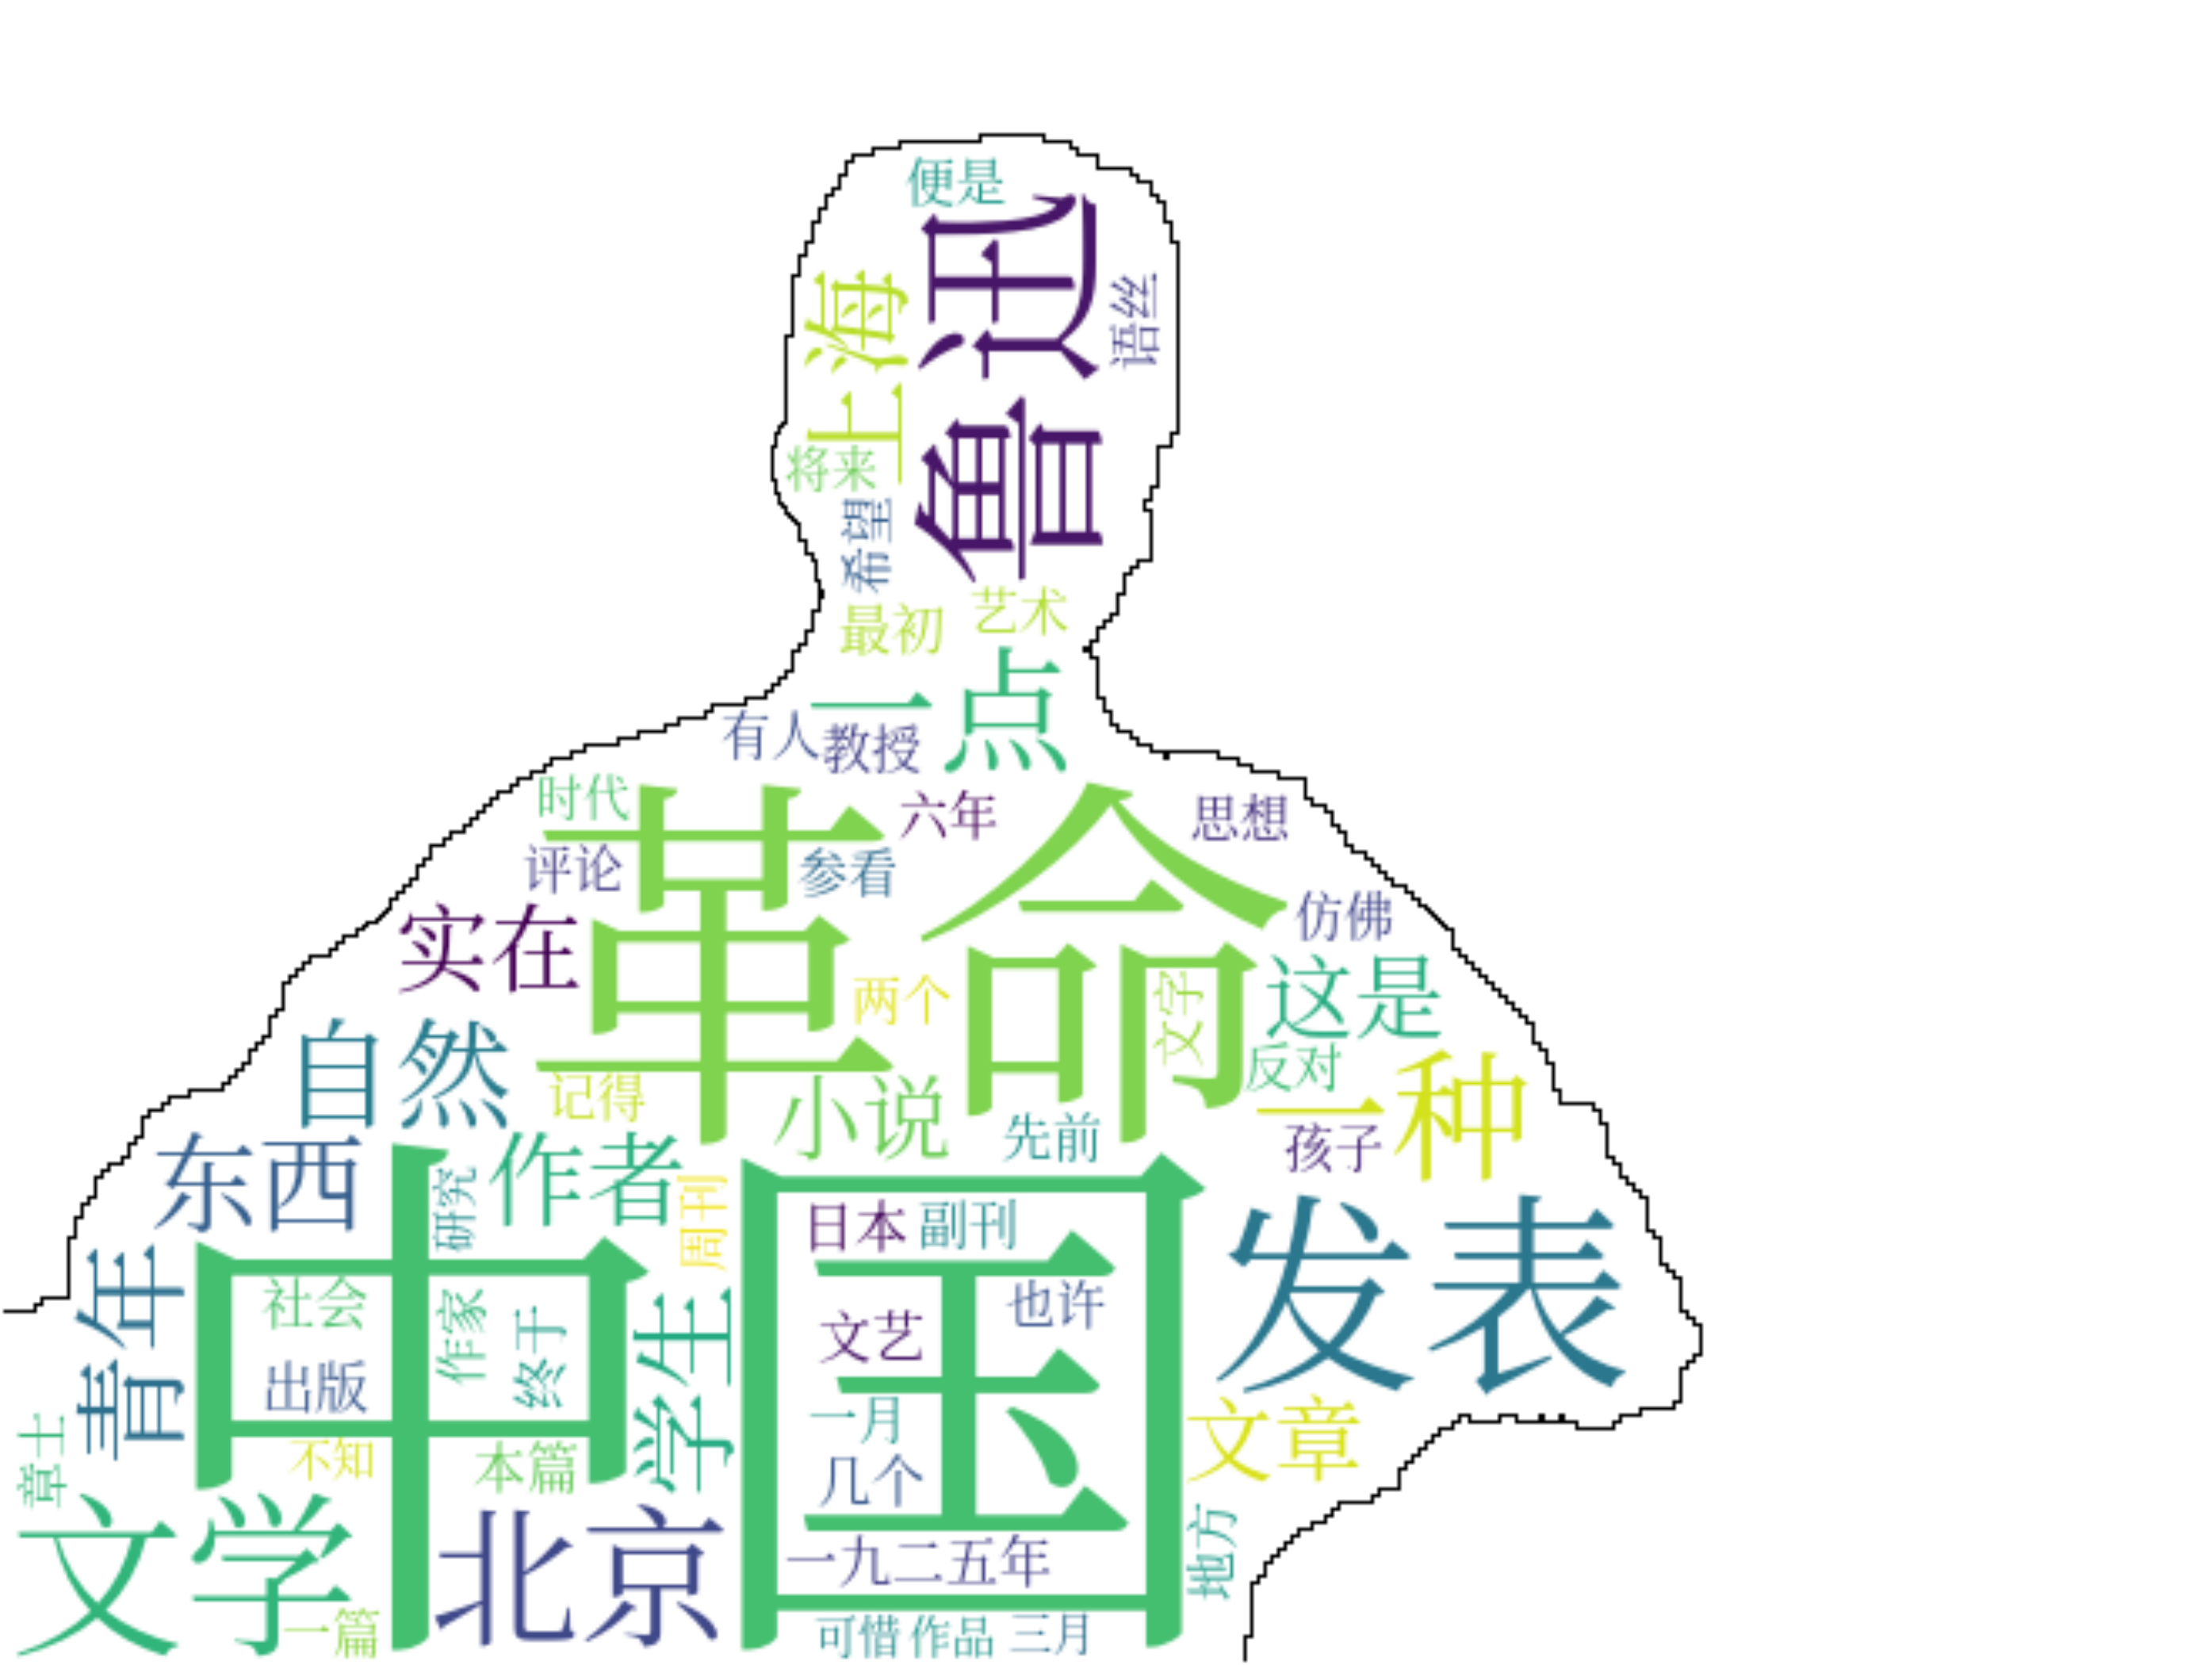 便是
鲁迅
上海
语丝
将来
希望
艺术
最初
一点
有人
教授
时代
六年
思想
革命
评论
参看
实在
仿佛
两个
文字
这是
自然
反对
记得
小说
先前
一种
孩子
东西
研究
作者
周刊
中国
日本
副刊
发表
青年
社会
作家
终于
学生
也许
文艺
出版
一月
文章
章士
不知
本篇
几个
文学
北京
一九二五年
地方
一篇
可惜
作品
三月